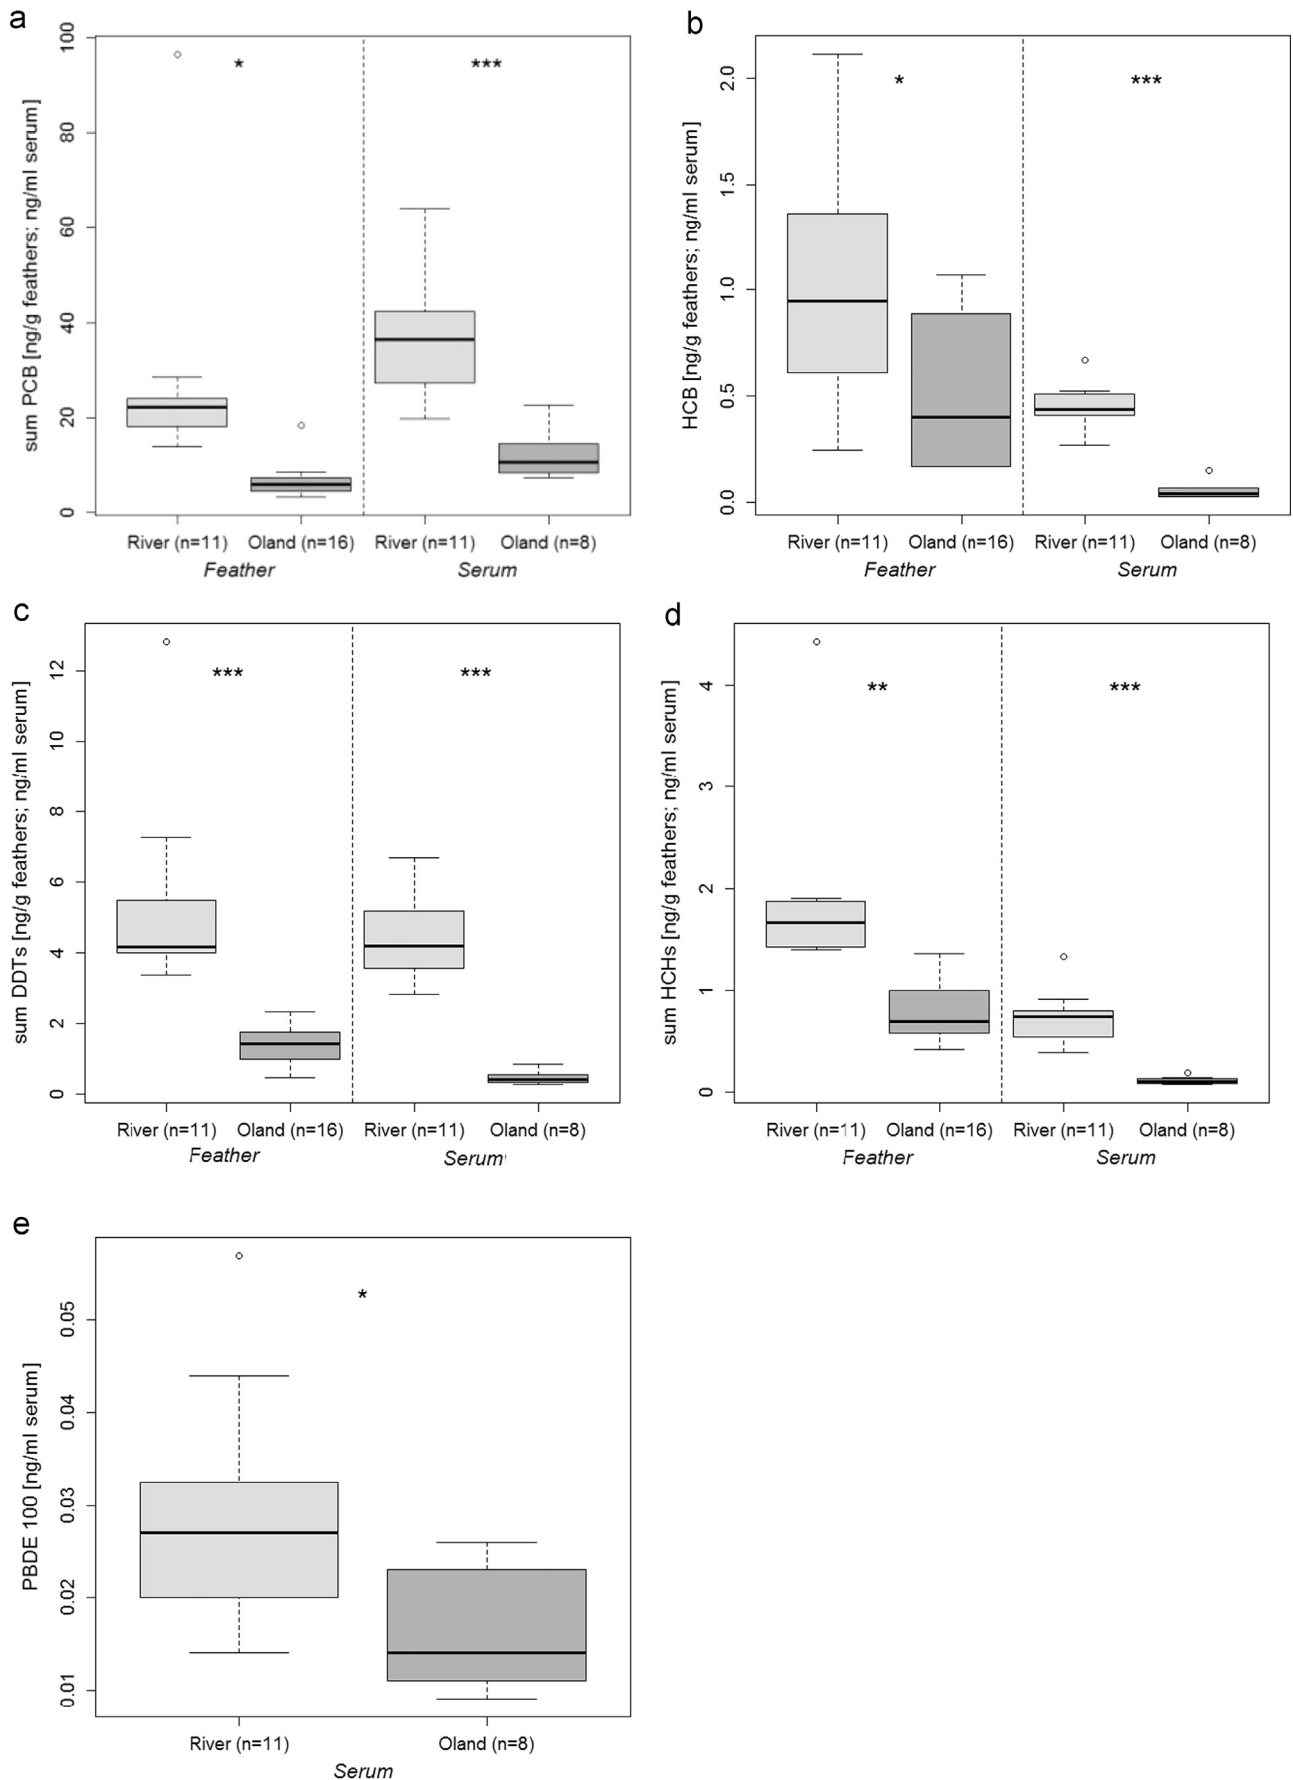 a
sum PCB [ng/g feathers; ng/ml serum]
100
80
60
40
20
0
*
***
River (n=11) Oland (n=16) River (n=11) Oland (n=8)
Feather Serum
b
HCB [ng/g feathers; ng/ml serum]
2.0
1.5
1.0
0.5
0.0
*
***
River (n=11) Oland (n=16) River (n=11) Oland (n=8)
Feather Serum
c
sum DDTs [ng/g feathers; ng/ml serum]
12
10
8
6
4
2
0
***
***
River (n=11) Oland (n=16) River (n=11) Oland (n=8)
Feather Serum
d
sum HCHs [ng/g feathers; ng/ml serum]
4
3
2
1
0
**
***
River (n=11) Oland (n=16) River (n=11) Oland (n=8)
Feather Serum
e
PBDE 100 [ng/ml serum]
0.05
0.04
0.03
0.02
0.01
*
River (n=11) Oland (n=8)
Serum